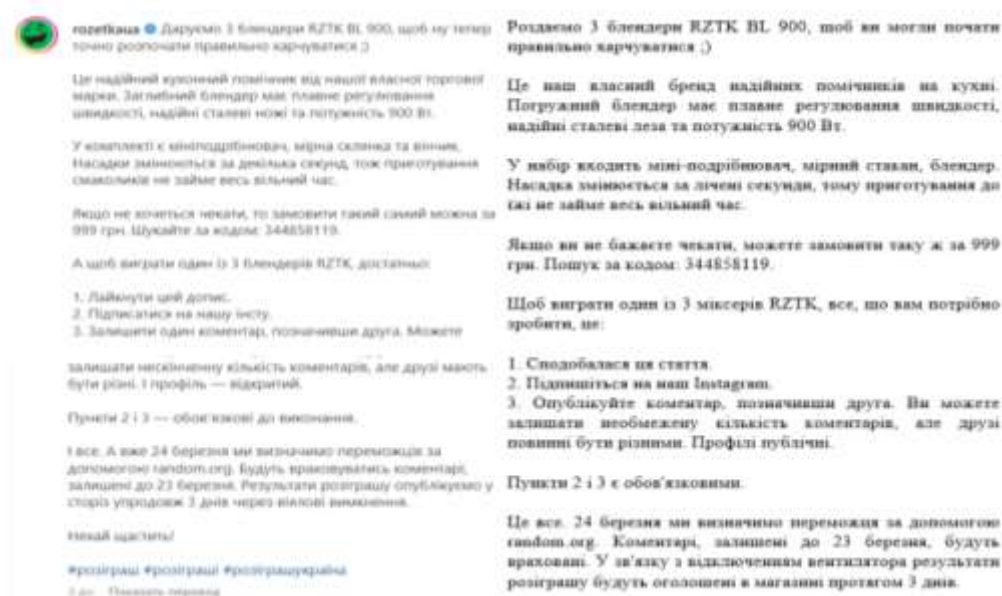 rozetkaua Даруємо 3 блендери RZTK BL 900, щоб ну тепер
точно розпочати правильно харчуватися ;)
Це надійний кухонний помічник від нашої власної торгової
марки. Заглибний блендер має плавне регулювання
швидкості, надійні сталеві ножі та потужність 900 Вт.
У комплекті є мініподрібнювач, мірна склянка та вінчик.
Насадки змінюються за декілька секунд, тож приготування
смаколиків не займе весь вільний час.
Якщо не хочеться чекати, то замовити такий самий можна за
999 грн. Шукайте за кодом: 344858119.
А щоб виграти один із 3 блендерів RZTK, достатньо:
1. Лайкнути цей допис.
2. Підписатися на нашу інсту.
3. Залишити один коментар, позначивши друга. Можете
залишати нескінченну кількість коментарів, але друзі мають
бути різні. І профіль — відкритий.
Пункти 2 і 3 — обов'язкові до виконання.
І все. А вже 24 березня ми визначимо переможців за
допомогою random.org. Будуть враховуватись коментарі,
залишені до 23 березня. Результати розіграшу опублікуємо у
сторіз упродовж 3 днів через віялові вимкнення.
Нехай щастить!
#розіграш #розіграші #розіграшукраїна
3 дн. Показать перевод
Роздаємо 3 блендери RZTK BL 900, щоб ви могли почати
правильно харчуватися ;)
Це наш власний бренд надійних помічників на кухні.
Погружний блендер має плавне регулювання швидкості,
надійні сталеві леза та потужність 900 Вт.
У набір входить міні-подрібнювач, мірний стакан, блендер.
Насадка змінюється за лічені секунди, тому приготування до
їжі не займе весь вільний час.
Якщо ви не бажаєте чекати, можете замовити таку ж за 999
грн. Пошук за кодом: 344858119.
Щоб виграти один із 3 міксерів RZTK, все, що вам потрібно
зробити, це:
1. Сподобалася ця стаття.
2. Підпишіться на наш Instagram.
3. Опублікуйте коментар, позначивши друга. Ви можете
залишати необмежену кількість коментарів, але друзі
повинні бути різними. Профілі публічні.
Пункти 2 і 3 є обов'язковими.
Це все. 24 березня ми визначимо переможця за допомогою
random.org. Коментарі, залишені до 23 березня, будуть
враховані. У зв'язку з відключенням вентилятора результати
розіграшу будуть оголошені в магазині протягом 3 днів.